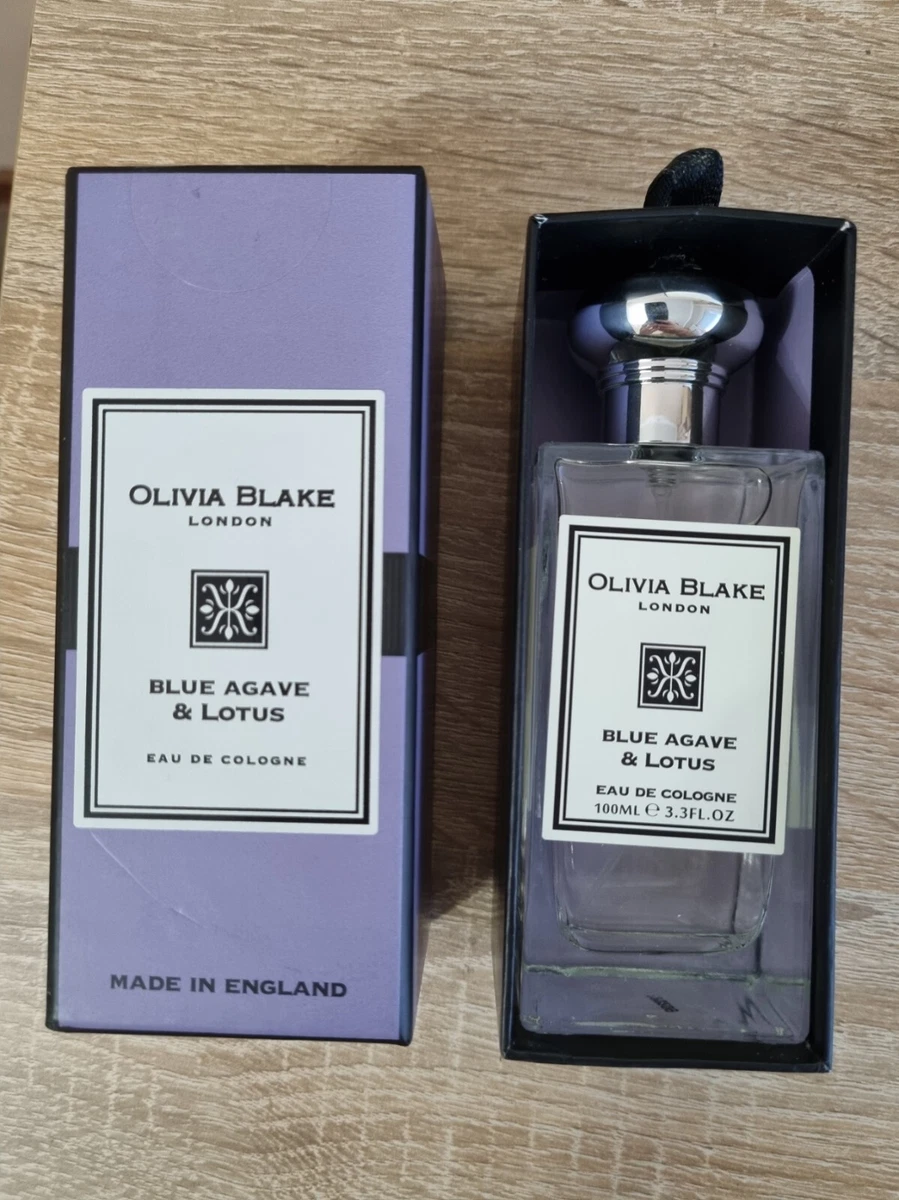 OLIVIA BLAKE
LONDON
BLUE AGAVE
& LOTUS
EAU DE COLOGNE
MADE IN ENGLAND
OLIVIA BLAKE
LONDON
BLUE AGAVE
& LOTUS
EAU DE COLOGNE
100ML ℮ 3.3FL.OZ